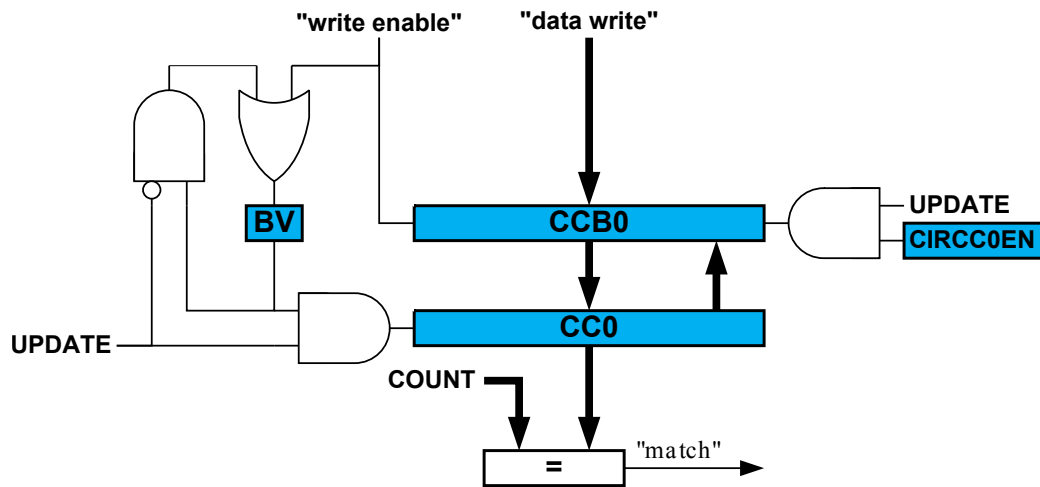 "write enable" "data write"
BV
CCB0
UPDATE
CIRCC0EN
UPDATE
CC0
COUNT
=
"match"